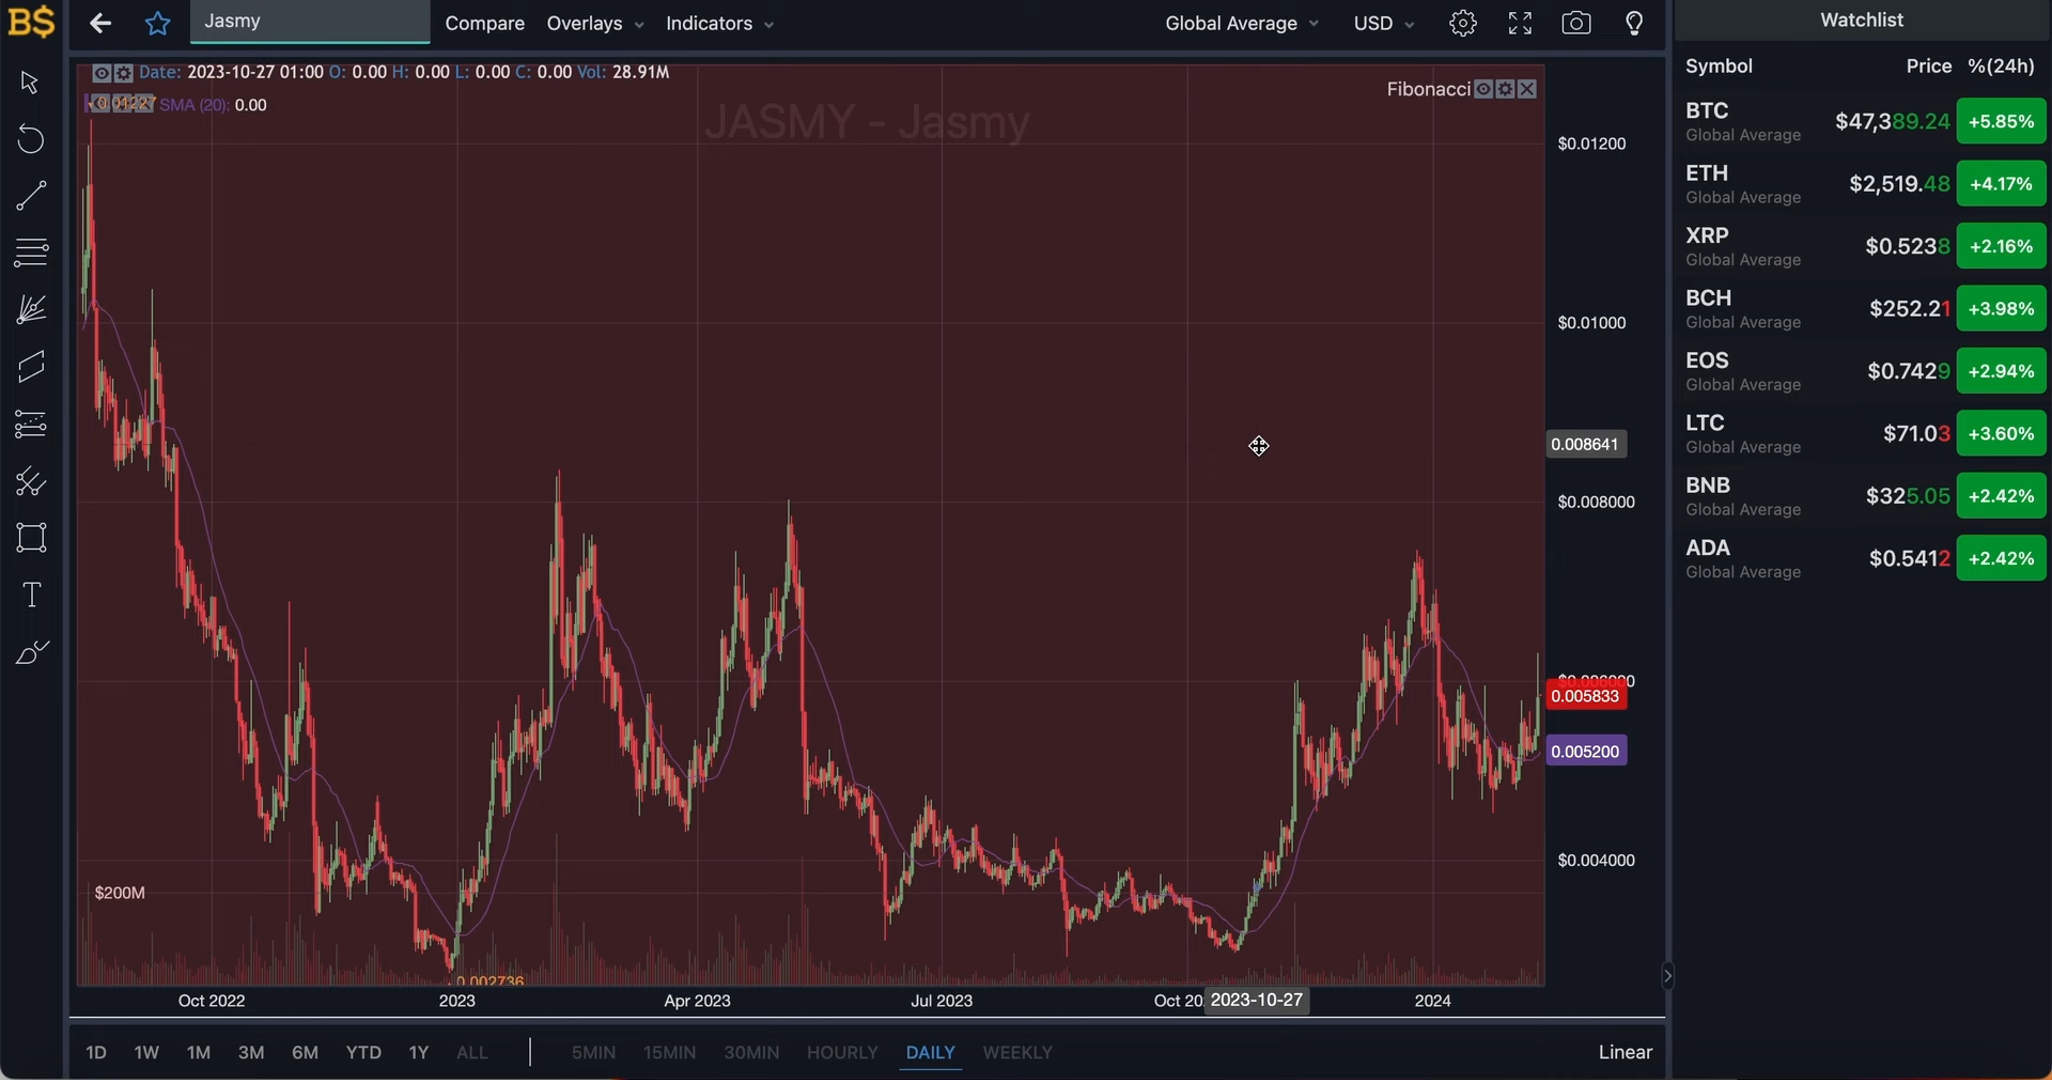 B$
Jasmy
Compare
Overlays
Indicators
Global Average
USD
Watchlist
Date: 2023-10-27 01:00 O: 0.00 H: 0.00 L: 0.00 C: 0.00 Vol: 28.91M
0.01227
SMA (20): 0.00
JASMY - Jasmy
Fibonacci
$0.01200
$0.01000
0.008641
$0.008000
$0.006000
0.005833
0.005200
$0.004000
$200M
0.002736
Oct 2022
2023
Apr 2023
Jul 2023
Oct 20
2023-10-27
2024
1D 1W 1M 3M 6M YTD 1Y ALL
5MIN 15MIN 30MIN HOURLY DAILY WEEKLY
Linear
Symbol Price %(24h)
BTC $47,389.24 +5.85%
Global Average
ETH $2,519.48 +4.17%
Global Average
XRP $0.5238 +2.16%
Global Average
BCH $252.21 +3.98%
Global Average
EOS $0.7429 +2.94%
Global Average
LTC $71.03 +3.60%
Global Average
BNB $325.05 +2.42%
Global Average
ADA $0.5412 +2.42%
Global Average